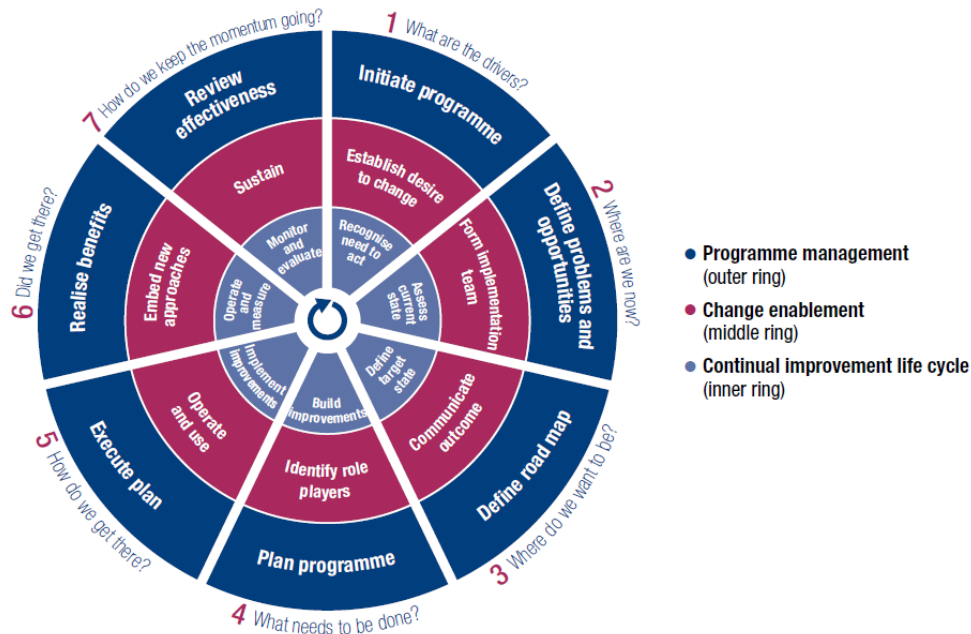 1 What are the drivers?
Initiate programme
Establish desire
to change
Recognise
need to
act
2 Where are we now?
Define problems and
opportunities
Form implementation
team
Assess
current
state
3 Where do we want to be?
Define road map
Communicate
outcome
Define
target
state
4 What needs to be done?
Plan programme
Identify role
players
Build
improvements
5 How do we get there?
Execute plan
Operate
and use
Implement
improvements
6 Did we get there?
Realise benefits
Embed new
approaches
Operate
and
measure
7 How do we keep the momentum going?
Review
effectiveness
Sustain
Monitor
and
evaluate
Programme management
(outer ring)
Change enablement
(middle ring)
Continual improvement life cycle
(inner ring)